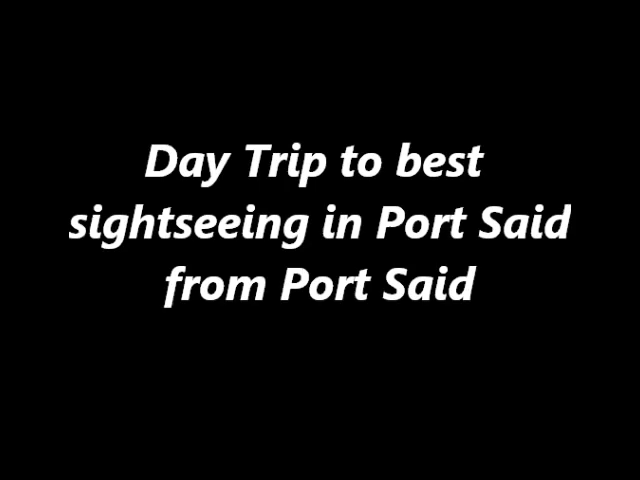 Day Trip to best
sightseeing in Port Said
from Port Said